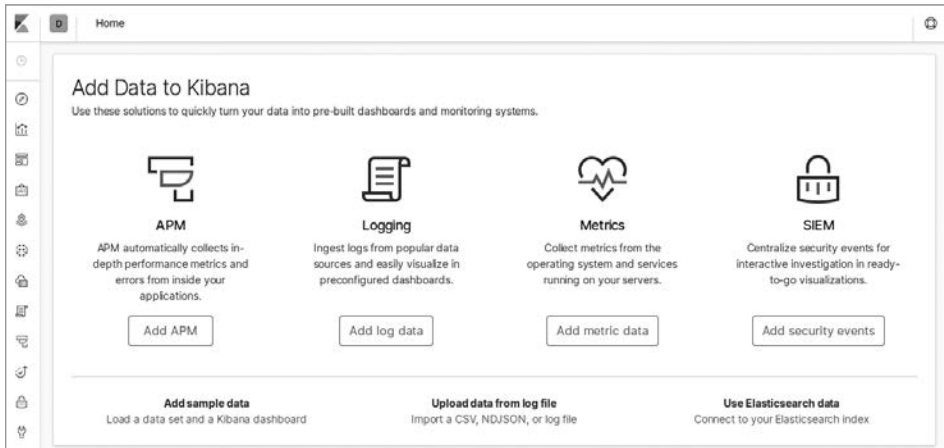 D Home
Add Data to Kibana
Use these solutions to quickly turn your data into pre-built dashboards and monitoring systems.
APM
APM automatically collects in-
depth performance metrics and
errors from inside your
applications.
Add APM
Logging
Ingest logs from popular data
sources and easily visualize in
preconfigured dashboards.
Add log data
Metrics
Collect metrics from the
operating system and services
running on your servers.
Add metric data
SIEM
Centralize security events for
interactive investigation in ready-
to-go visualizations.
Add security events
Add sample data
Load a data set and a Kibana dashboard
Upload data from log file
Import a CSV, NDJSON, or log file
Use Elasticsearch data
Connect to your Elasticsearch index